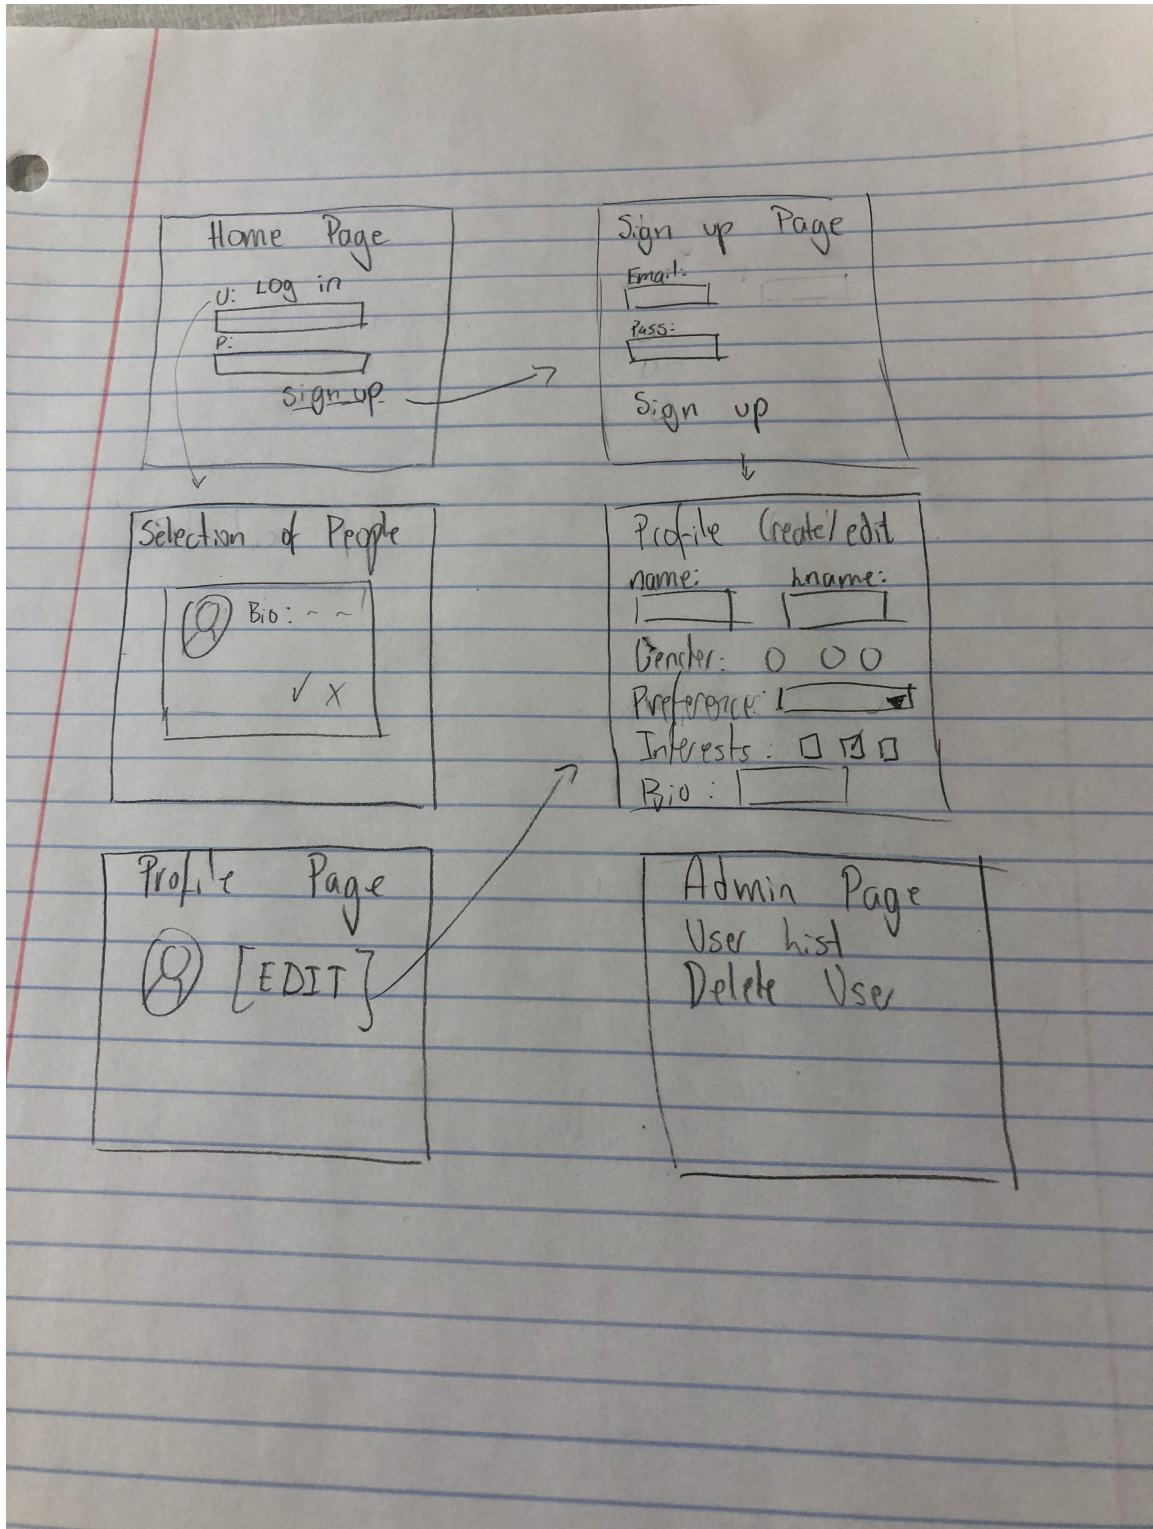 Home Page
Log in
U:
P:
sign up
Sign up Page
Email:
Pass:
Sign up
Selection of People
Bio: ~ ~
✓ X
Profile Create/edit
name: Lname:
Gender:
Preference:
Interests:
Bio:
Profile Page
[EDIT]
Admin Page
User List
Delete User